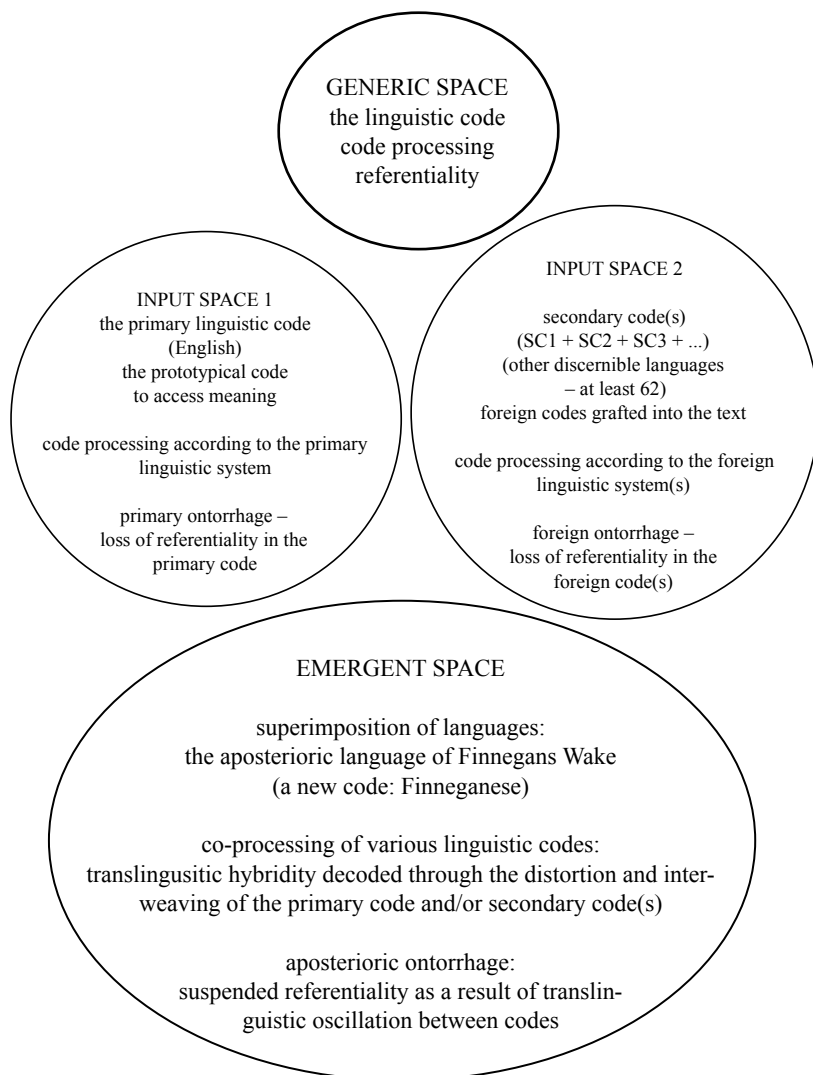 GENERIC SPACE
the linguistic code
code processing
referentiality
INPUT SPACE 1
the primary linguistic code
(English)
the prototypical code
to access meaning
code processing according to the primary
linguistic system
primary ontorrhage –
loss of referentiality in the
primary code
INPUT SPACE 2
secondary code(s)
(SC1 + SC2 + SC3 + ...)
(other discernible languages
– at least 62)
foreign codes grafted into the text
code processing according to the foreign
linguistic system(s)
foreign ontorrhage –
loss of referentiality in the
foreign code(s)
EMERGENT SPACE
superimposition of languages:
the aposterioric language of Finnegans Wake
(a new code: Finneganese)
co-processing of various linguistic codes:
translingusitic hybridity decoded through the distortion and inter-
weaving of the primary code and/or secondary code(s)
aposterioric ontorrhage:
suspended referentiality as a result of translin-
guistic oscillation between codes